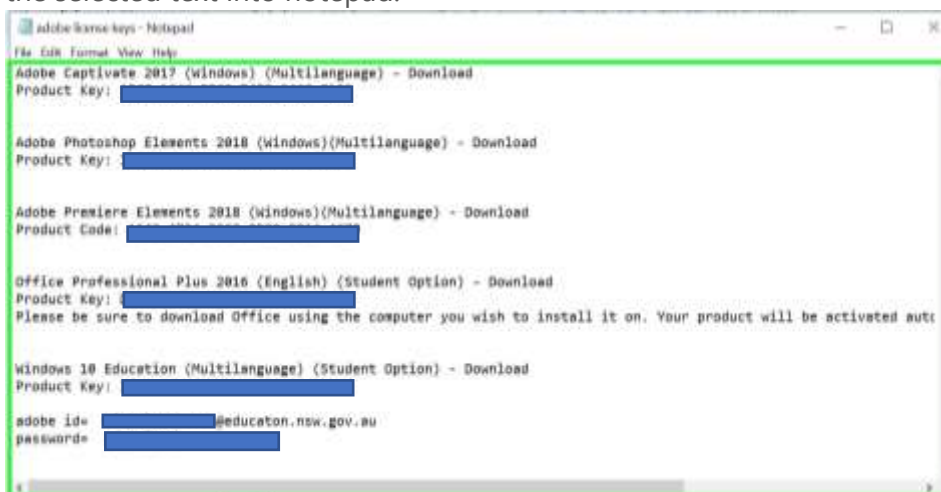 the selected text into notepad.
adobe license keys - Notepad
File Edit Format View Help
Adobe Captivate 2017 (Windows) (Multilanguage) - Download
Product Key:
Adobe Photoshop Elements 2018 (Windows)(Multilanguage) - Download
Product Key:
Adobe Premiere Elements 2018 (Windows)(Multilanguage) - Download
Product Code:
Office Professional Plus 2016 (English) (Student Option) - Download
Product Key:
Please be sure to download Office using the computer you wish to install it on. Your product will be activated auto
Windows 10 Education (Multilanguage) (Student Option) - Download
Product Key:
adobe id= @educaton.nsw.gov.au
password=